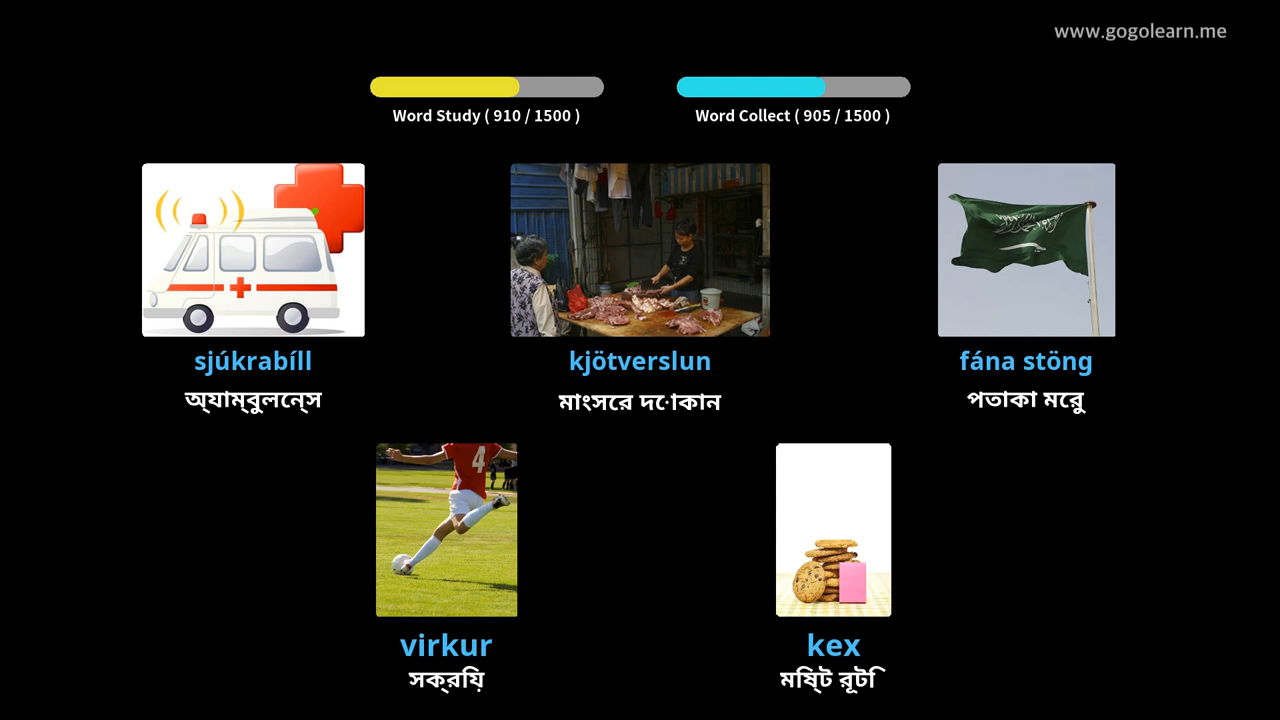 www.gogolearn.me
Word Study ( 910 / 1500 )
Word Collect ( 905 / 1500 )
sjúkrabíll
kjötverslun
fána stöng
অ্যাম্বুলেন্স
মাংসের দোকান
পতাকা মেরু
4
virkur
kex
সক্রিয়
মিষ্টি রূটি